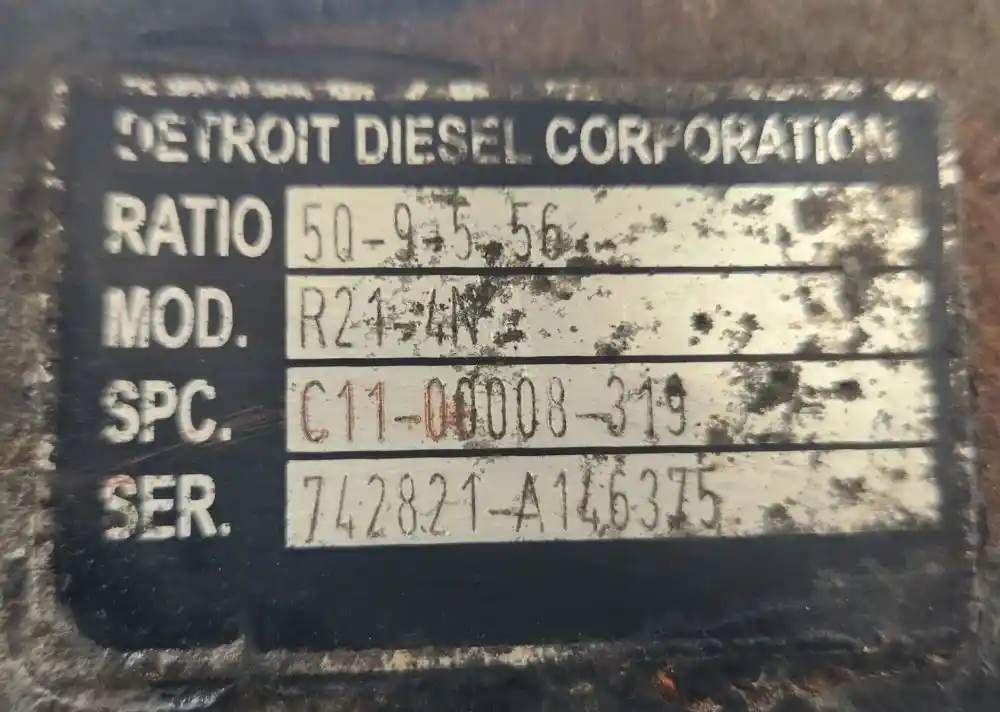 DETROIT DIESEL CORPORATION
RATIO 50-9-5.56
MOD. R21-4N
SPC. C11-00008-319
SER. 742821-A146375